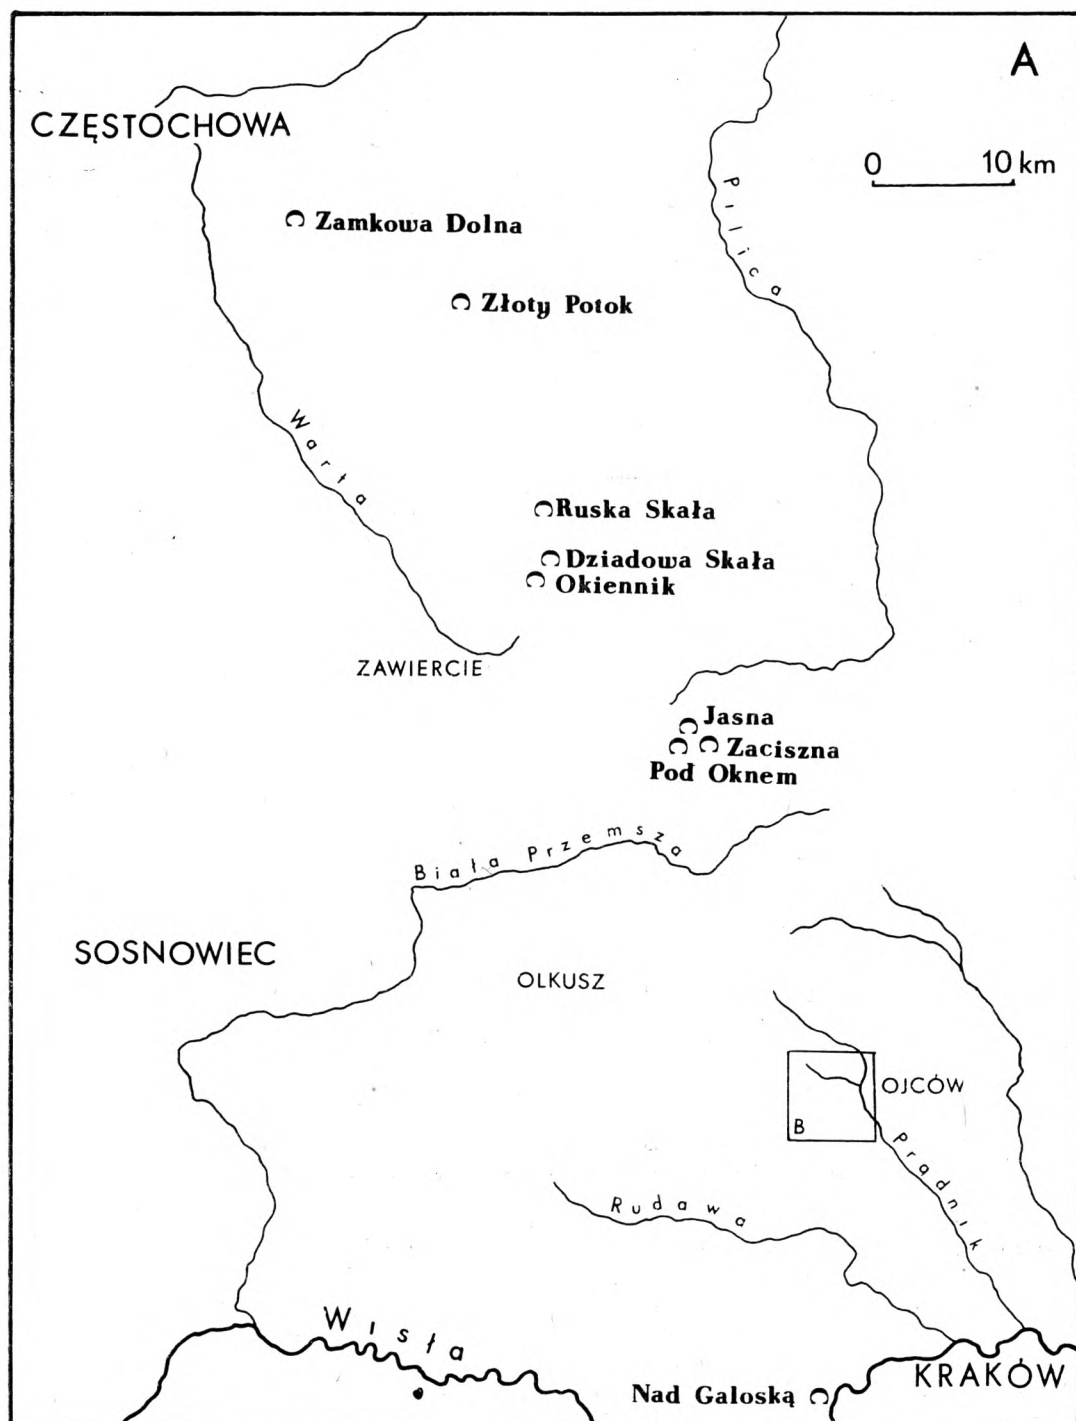 A
CZĘSTOCHOWA
0 10 km
Pilica
Zamkowa Dolna
Złoty Potok
Warta
Ruska Skała
Dziadowa Skała
Okiennik
ZAWIERCIE
Jasna
Zaciszna
Pod Oknem
Biała Przemsza
SOSNOWIEC
OLKUSZ
OJCÓW
B
Prądnik
Rudawa
Wisła
KRAKÓW
Nad Galoską